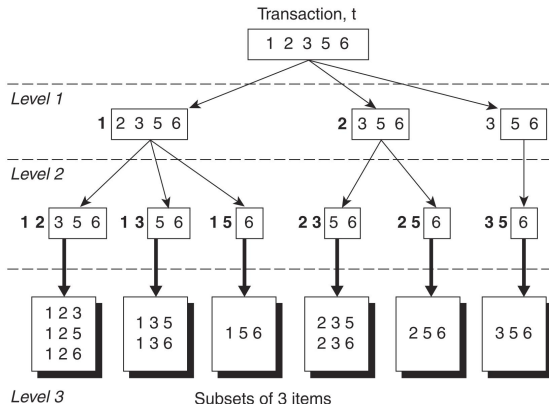 Transaction, t
1 2 3 5 6
Level 1
1 2 3 5 6
2 3 5 6
3 5 6
Level 2
1 2 3 5 6
1 3 5 6
1 5 6
2 3 5 6
2 5 6
3 5 6
1 2 3
1 2 5
1 2 6
1 3 5
1 3 6
1 5 6
2 3 5
2 3 6
2 5 6
3 5 6
Level 3
Subsets of 3 items